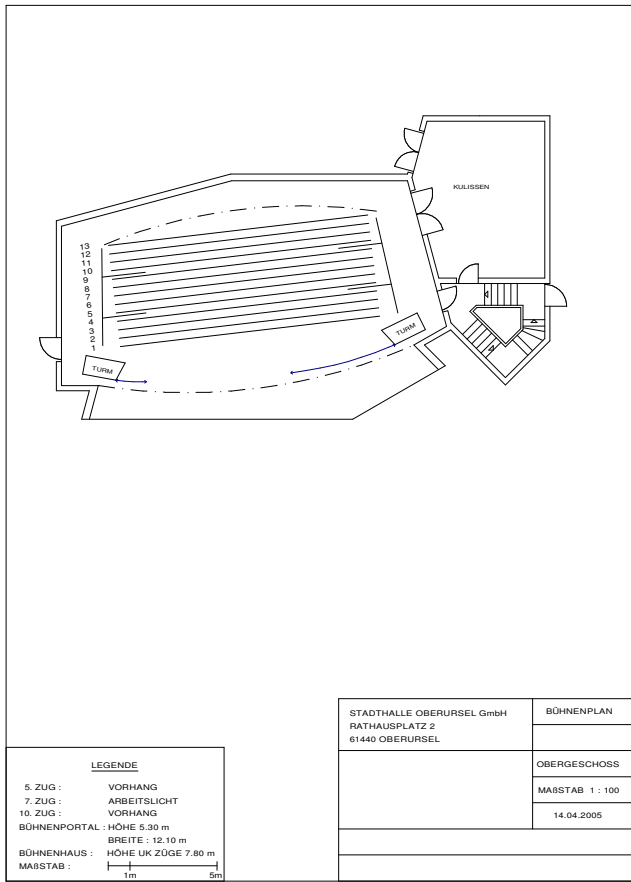 KULISSEN
13
12
11
10
9
8
7
6
5
4
3
2
1
TURM
TURM
STADTHALLE OBERURSEL GmbH
RATHAUSPLATZ 2
61440 OBERURSEL
BÜHNENPLAN
OBERGESCHOSS
MAßSTAB 1 : 100
14.04.2005
LEGENDE
5. ZUG : VORHANG
7. ZUG : ARBEITSLICHT
10. ZUG : VORHANG
BÜHNENPORTAL : HÖHE 5.30 m
BREITE : 12.10 m
BÜHNENHAUS : HÖHE UK ZÜGE 7.80 m
MAßSTAB :
1m 5m